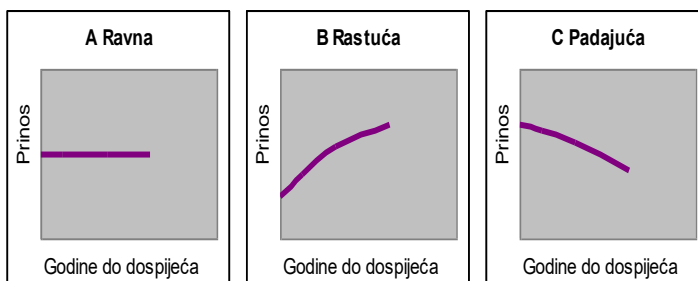 A Ravna
Prinos
Godine do dospijeća
B Rastuća
Prinos
Godine do dospijeća
C Padajuća
Prinos
Godine do dospijeća